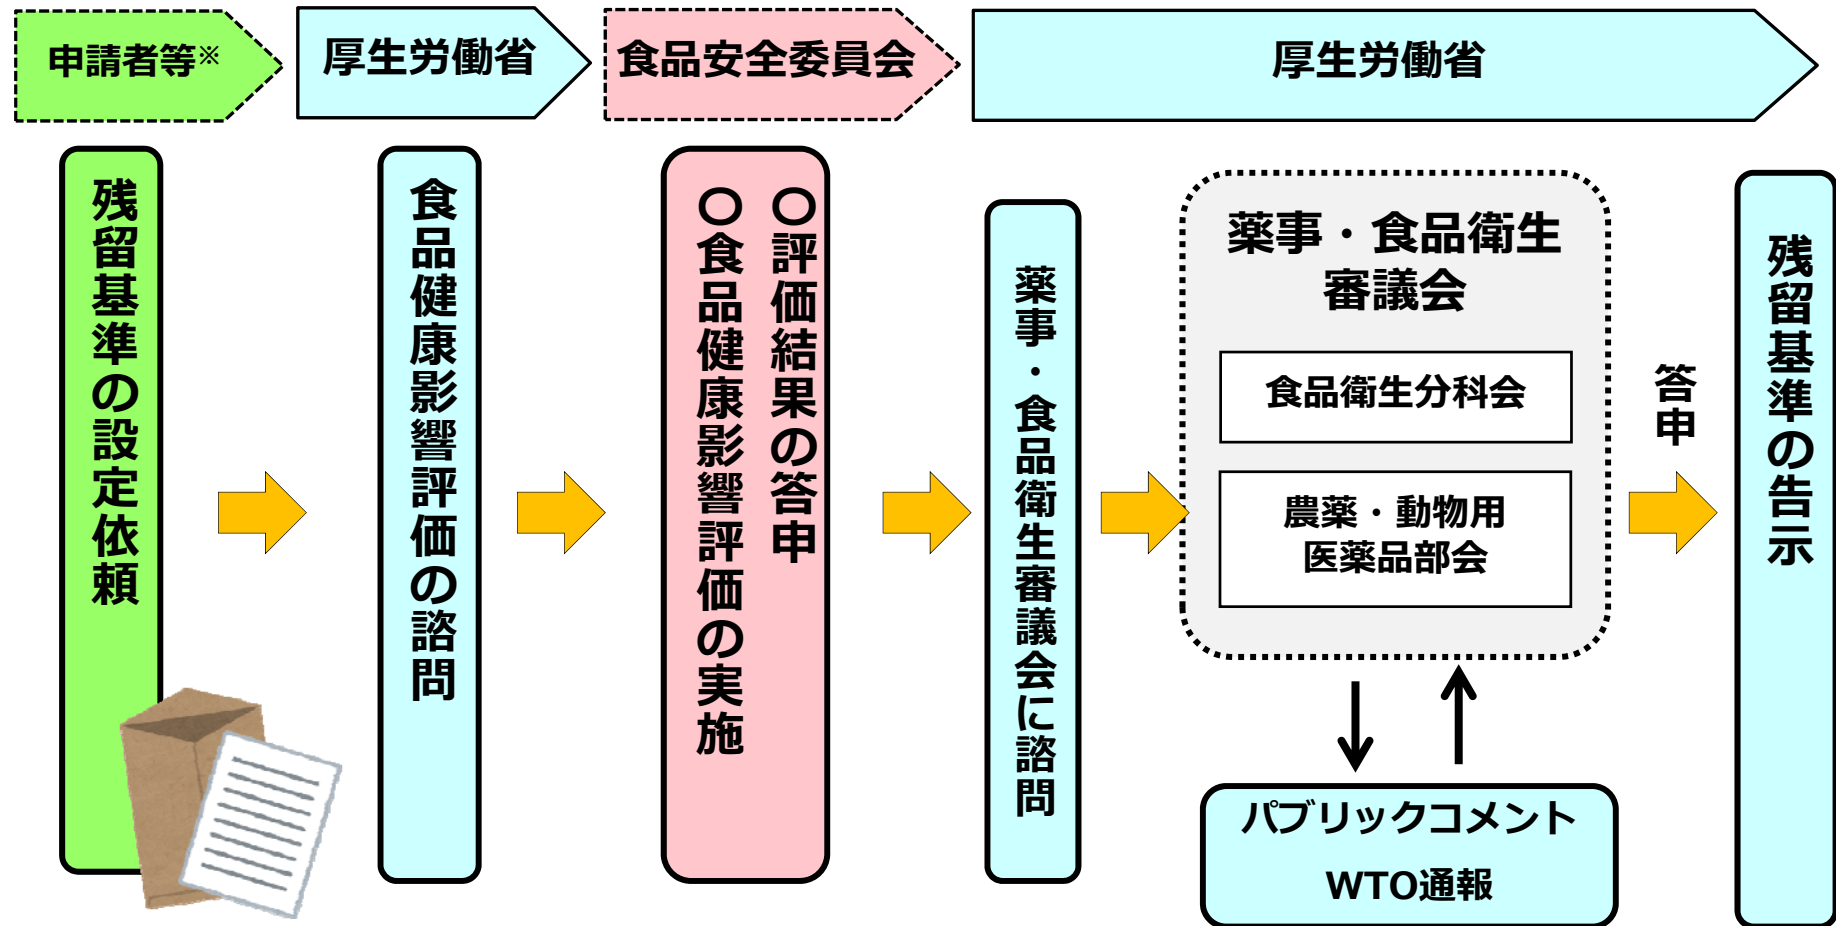 申請者等※
厚生労働省
食品安全委員会
厚生労働省
残留基準の設定依頼
食品健康影響評価の諮問
〇評価結果の答申
〇食品健康影響評価の実施
薬事・食品衛生審議会に諮問
薬事・食品衛生
審議会
食品衛生分科会
農薬・動物用
医薬品部会
パブリックコメント
WTO通報
答申
残留基準の告示